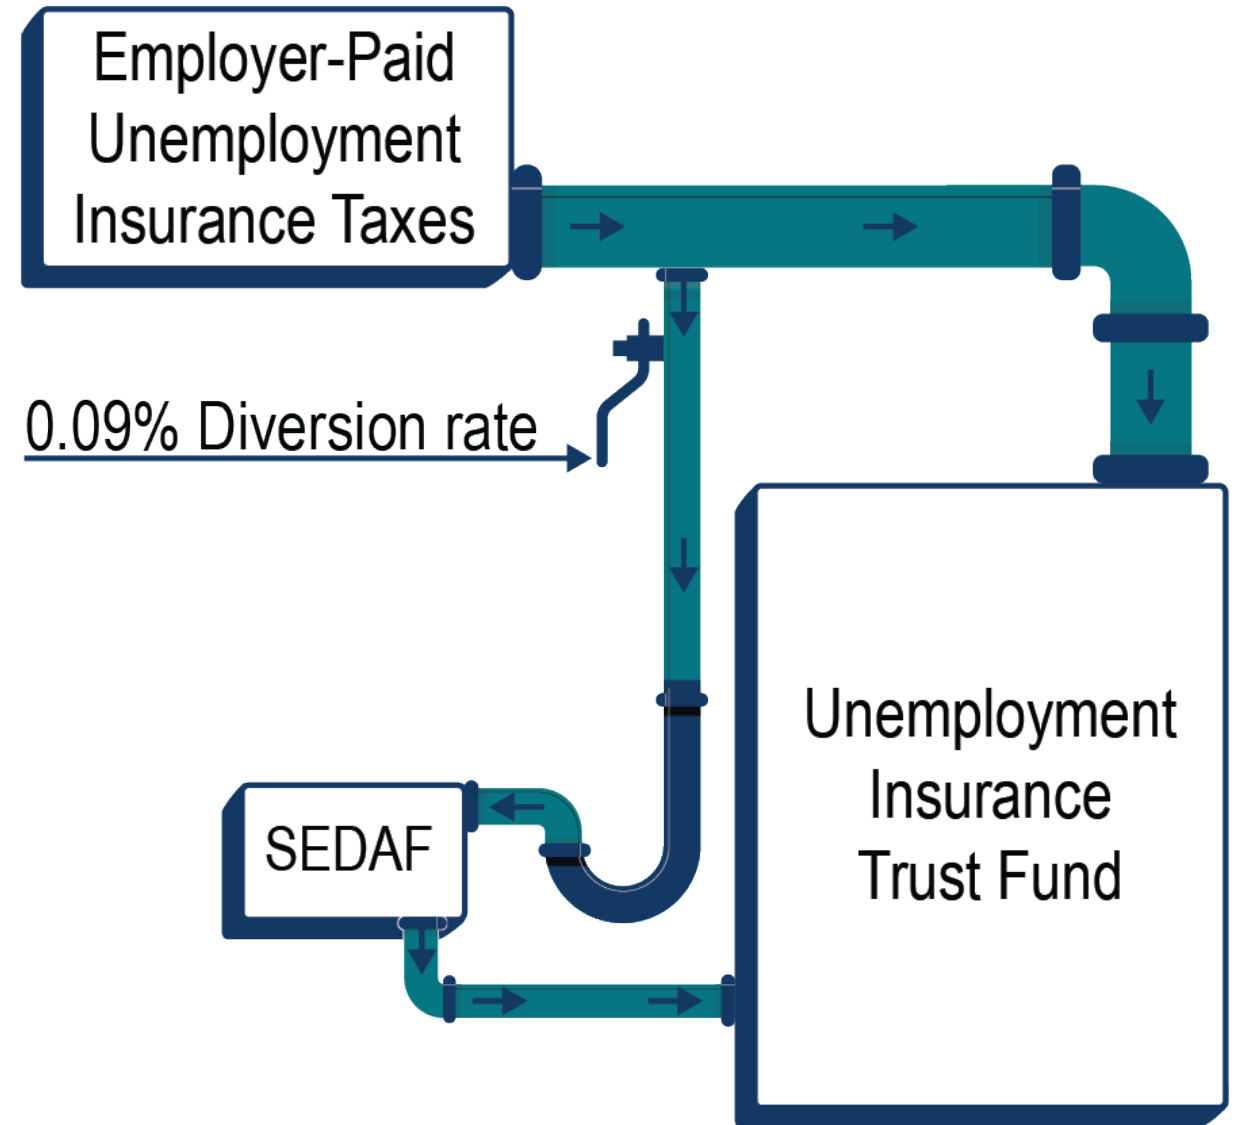 Employer-Paid
Unemployment
Insurance Taxes
0.09% Diversion rate
SEDAF
Unemployment
Insurance
Trust Fund